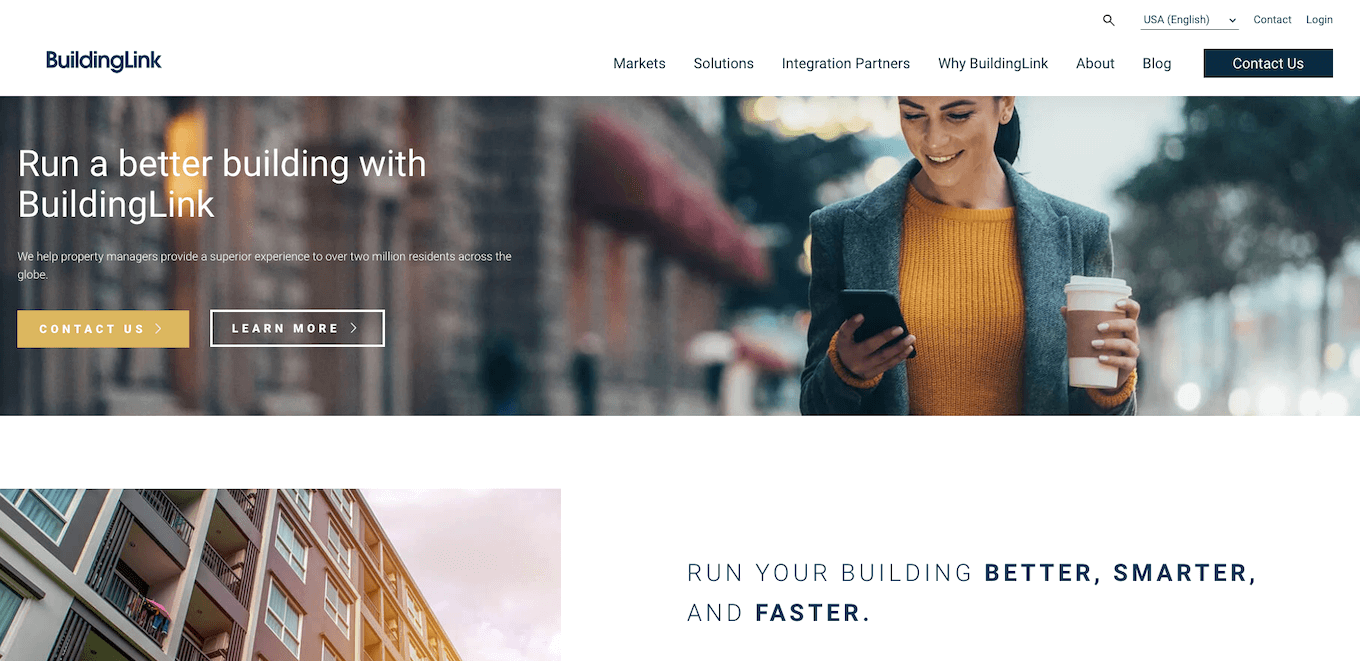 USA (English)
Contact
Login
BuildingLink
Markets
Solutions
Integration Partners
Why BuildingLink
About
Blog
Contact Us
Run a better building with
BuildingLink
We help property managers provide a superior experience to over two million residents across the
globe.
CONTACT US
LEARN MORE
RUN YOUR BUILDING BETTER, SMARTER,
AND FASTER.